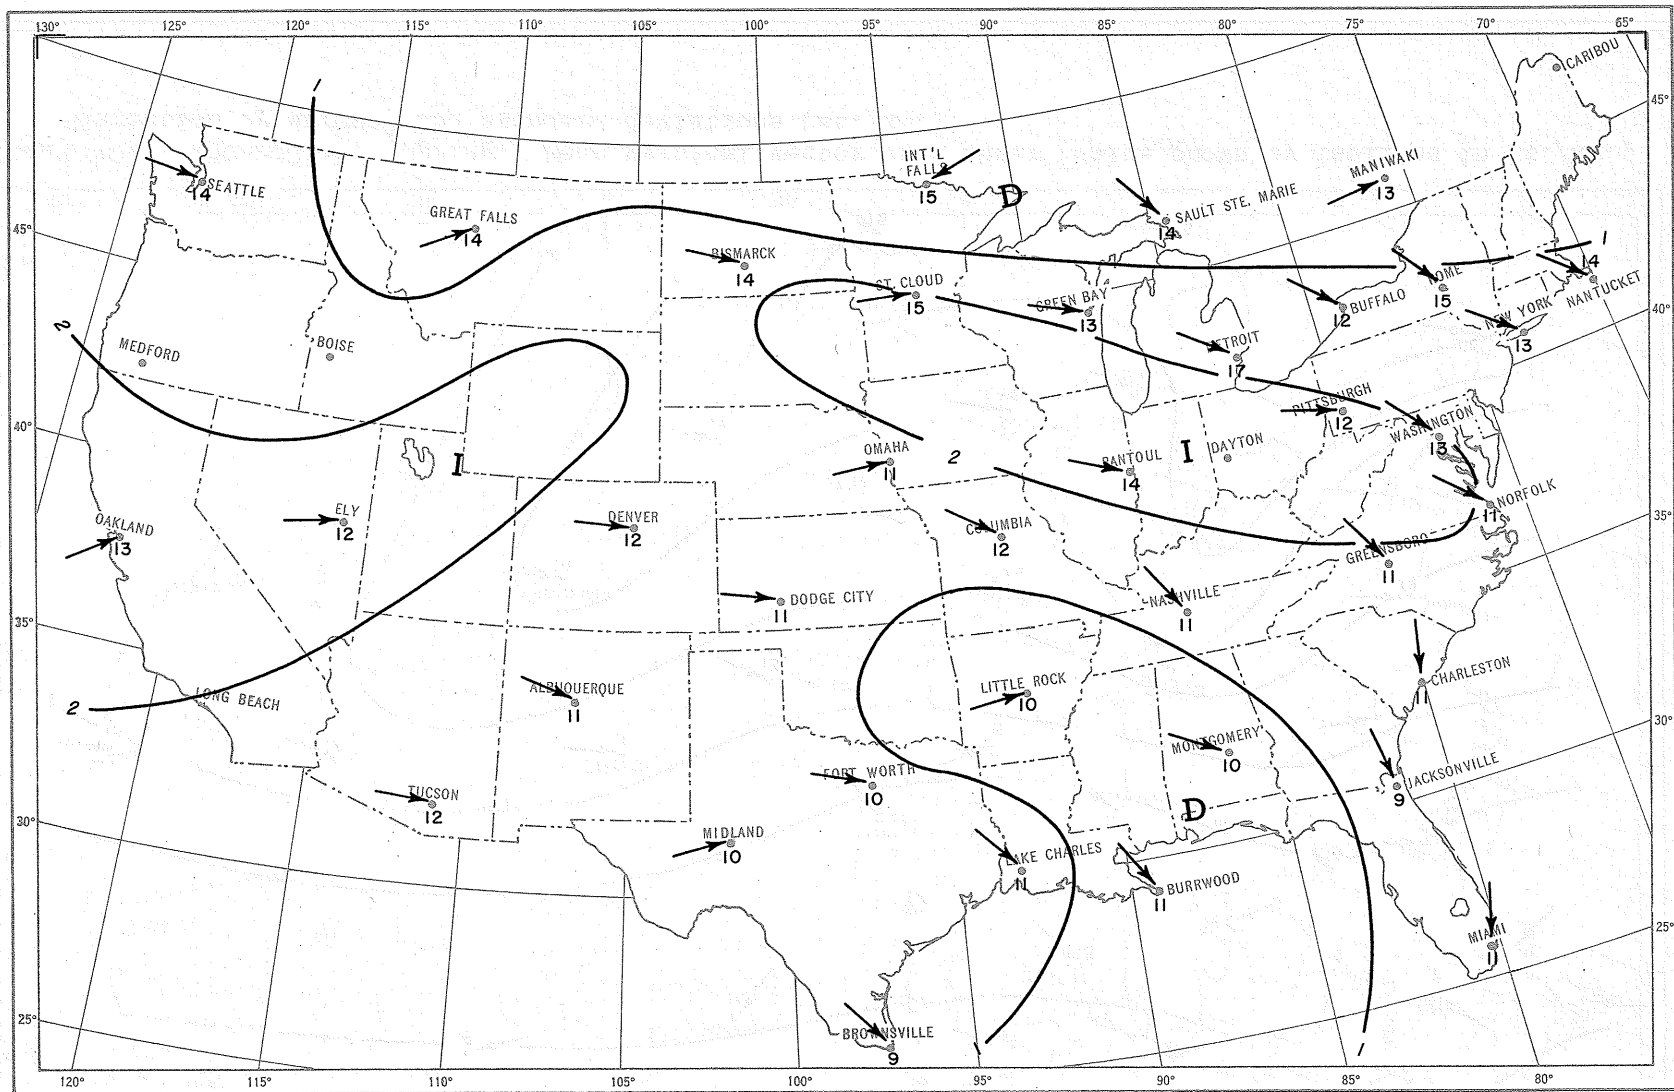 130° 125° 120° 115° 110° 105° 100° 95° 90° 85° 80° 75° 70° 65°
CARIBOU
45°
1
INT'L
FALLS
15
D
MANIWAKI
13
SEATTLE
14
SAULT STE. MARIE
14
GREAT FALLS
14
45°
BISMARCK
14
1
ROME
15
14
NANTUCKET
ST. CLOUD
15
GREEN BAY
13
BUFFALO
12
NEW YORK
13
40°
2
MEDFORD
BOISE
DETROIT
17
PITTSBURGH
12
WASHINGTON
13
40°
I
OMAHA
11
2
RANTOUL
14
I
DAYTON
NORFOLK
11
35°
OAKLAND
13
ELY
12
DENVER
12
COLUMBIA
12
GREENSBORO
11
DODGE CITY
11
NASHVILLE
11
35°
2
LONG BEACH
ALBUQUERQUE
11
LITTLE ROCK
10
CHARLESTON
11
30°
MONTGOMERY
10
FORT WORTH
10
JACKSONVILLE
9
TUCSON
12
D
30°
MIDLAND
10
LAKE CHARLES
11
BURRWOOD
11
MIAMI
11
25°
25°
BROWNSVILLE
9
1
1
120° 115° 110° 105° 100° 95° 90° 85° 80°